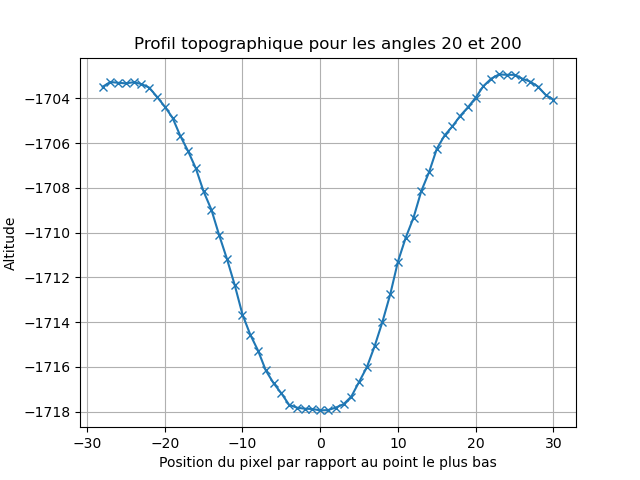 Profil topographique pour les angles 20 et 200
−1704
−1706
−1708
−1710
−1712
−1714
−1716
−1718
Altitude
−30 −20 −10 0 10 20 30
Position du pixel par rapport au point le plus bas